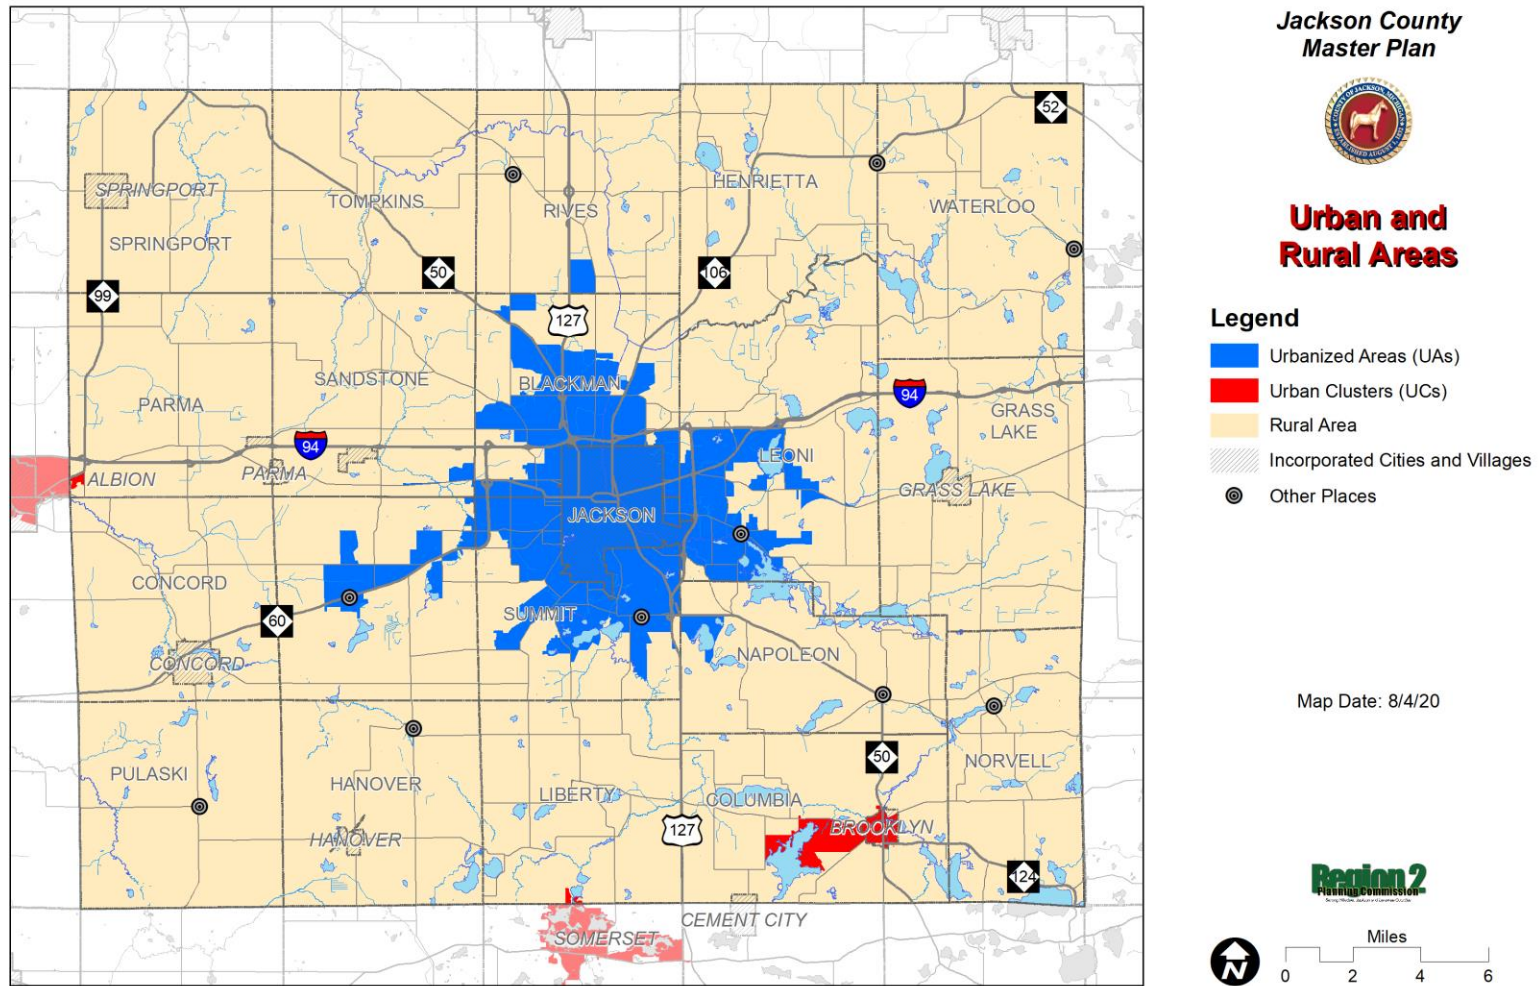 Jackson County
Master Plan
Urban and
Rural Areas
Legend
Urbanized Areas (UAs)
Urban Clusters (UCs)
Rural Area
Incorporated Cities and Villages
Other Places
Map Date: 8/4/20
Region 2
Planning Commission
Miles
0 2 4 6
N
52
SPRINGPORT
TOMPKINS
RIVES
HENRIETTA
WATERLOO
SPRINGPORT
99
50
106
127
SANDSTONE
BLACKMAN
94
PARMA
GRASS
LAKE
94
LEONI
ALBION
PARMA
GRASS LAKE
JACKSON
CONCORD
60
SUMMIT
CONCORD
NAPOLEON
50
PULASKI
HANOVER
LIBERTY
COLUMBIA
NORVELL
127
BROOKLYN
HANOVER
124
CEMENT CITY
SOMERSET